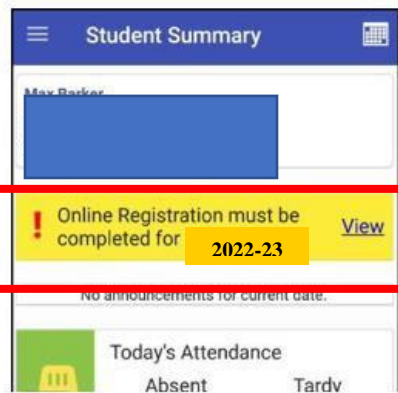 Student Summary
Max Barker
! Online Registration must be
completed for 2022-23
View
No announcements for current date.
Today's Attendance
Absent Tardy